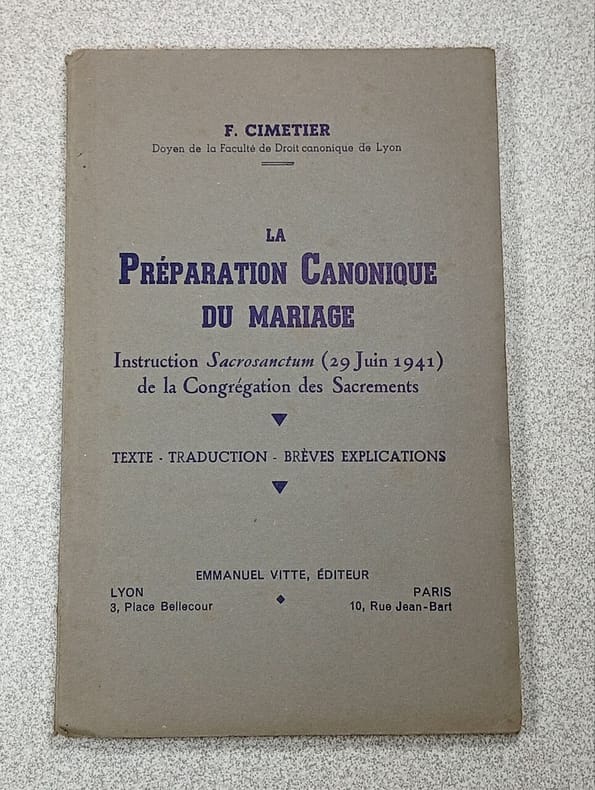 F. CIMETIER
Doyen de la Faculté de Droit canonique de Lyon
LA
PRÉPARATION CANONIQUE
DU MARIAGE
Instruction Sacrosanctum (29 Juin 1941)
de la Congrégation des Sacrements
TEXTE - TRADUCTION - BRÈVES EXPLICATIONS
EMMANUEL VITTE, ÉDITEUR
LYON
3, Place Bellecour
PARIS
10, Rue Jean-Bart